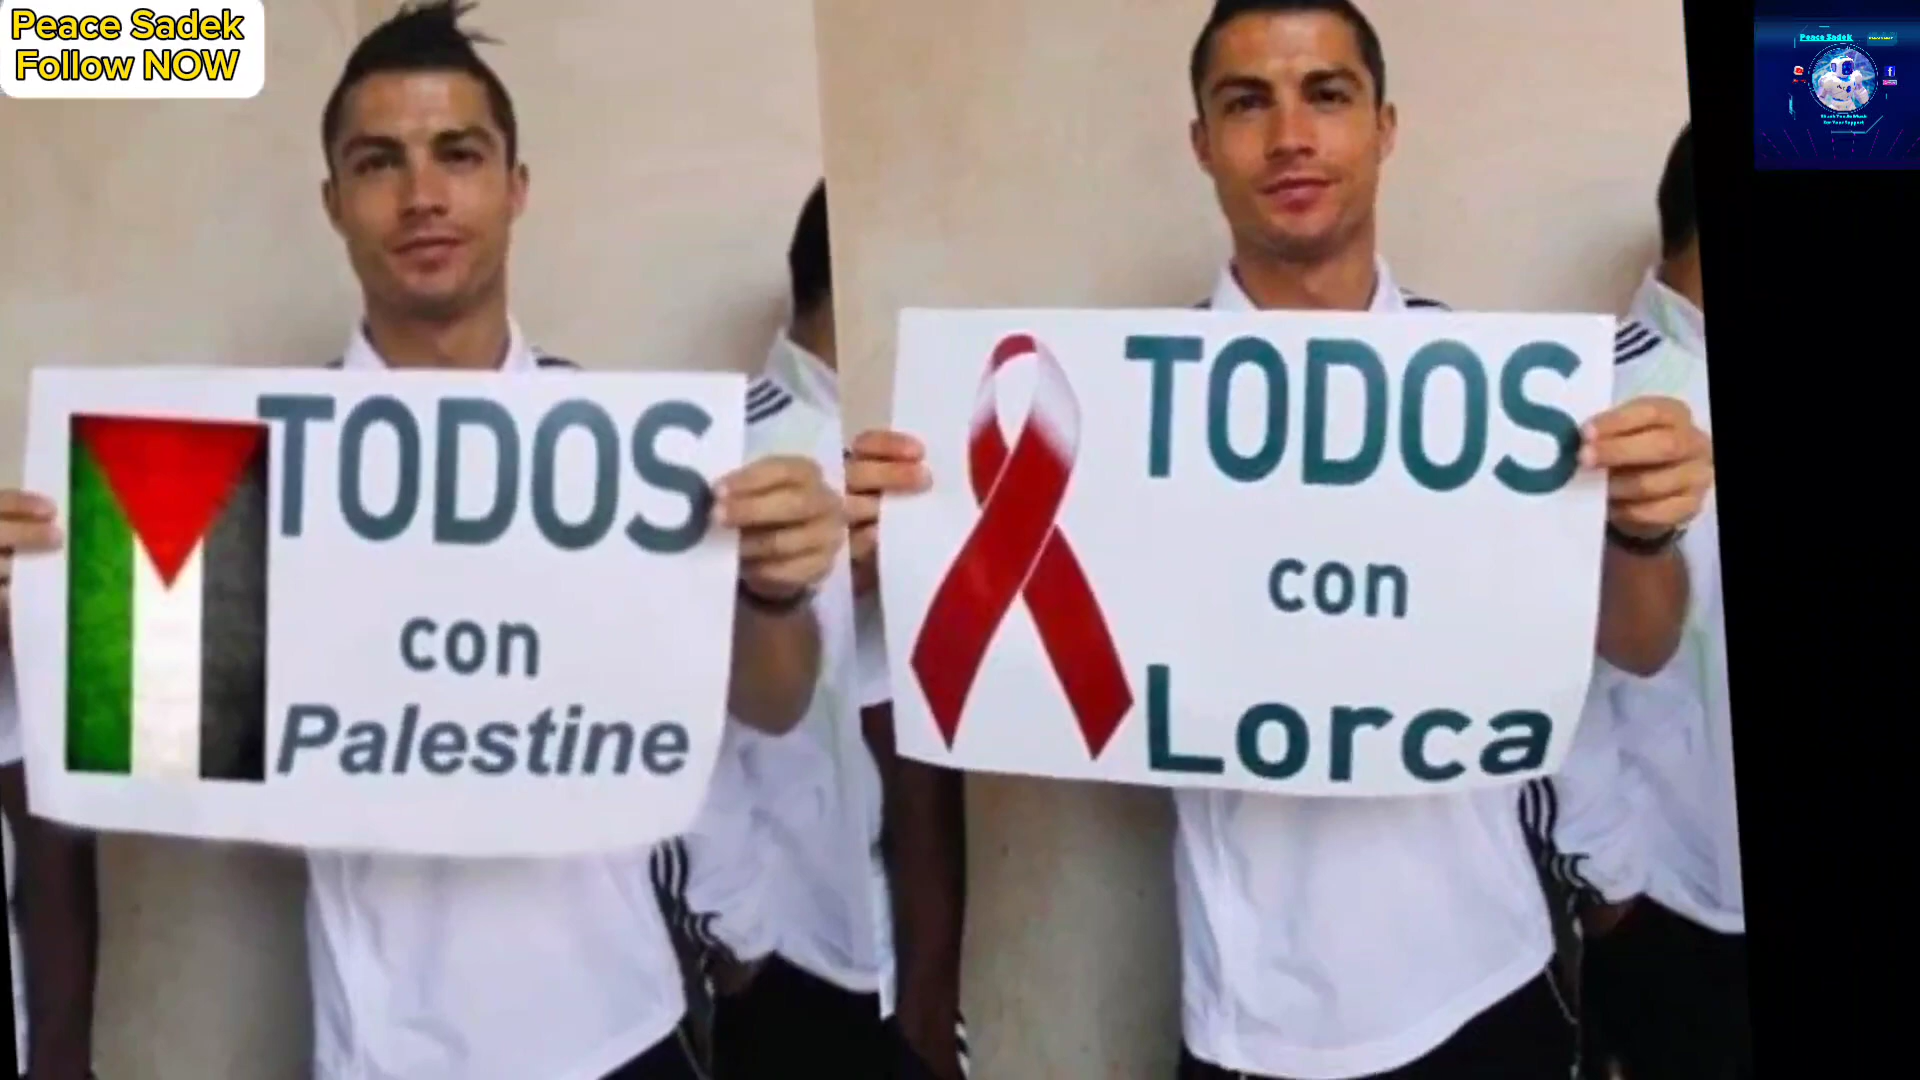 Peace Sadek
Follow NOW
TODOS
con
Palestine
TODOS
con
Lorca
Peace Sadek